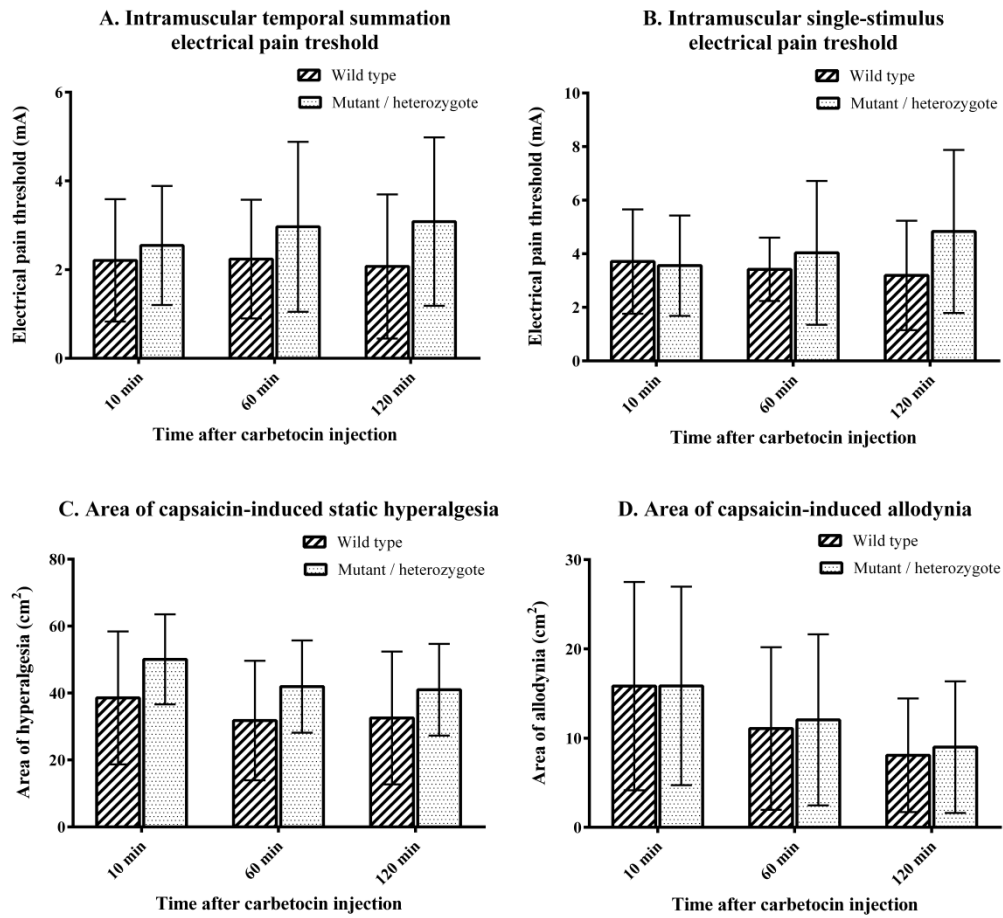 A. Intramuscular temporal summation
electrical pain treshold
Wild type
Mutant / heterozygote
Electrical pain threshold (mA)
6
4
2
0
10 min
60 min
120 min
Time after carbetocin injection
B. Intramuscular single-stimulus
electrical pain treshold
Wild type
Mutant / heterozygote
Electrical pain threshold (mA)
10
8
6
4
2
0
10 min
60 min
120 min
Time after carbetocin injection
C. Area of capsaicin-induced static hyperalgesia
Wild type
Mutant / heterozygote
Area of hyperalgesia (cm²)
80
60
40
20
0
10 min
60 min
120 min
Time after carbetocin injection
D. Area of capsaicin-induced allodynia
Wild type
Mutant / heterozygote
Area of allodynia (cm²)
30
20
10
0
10 min
60 min
120 min
Time after carbetocin injection